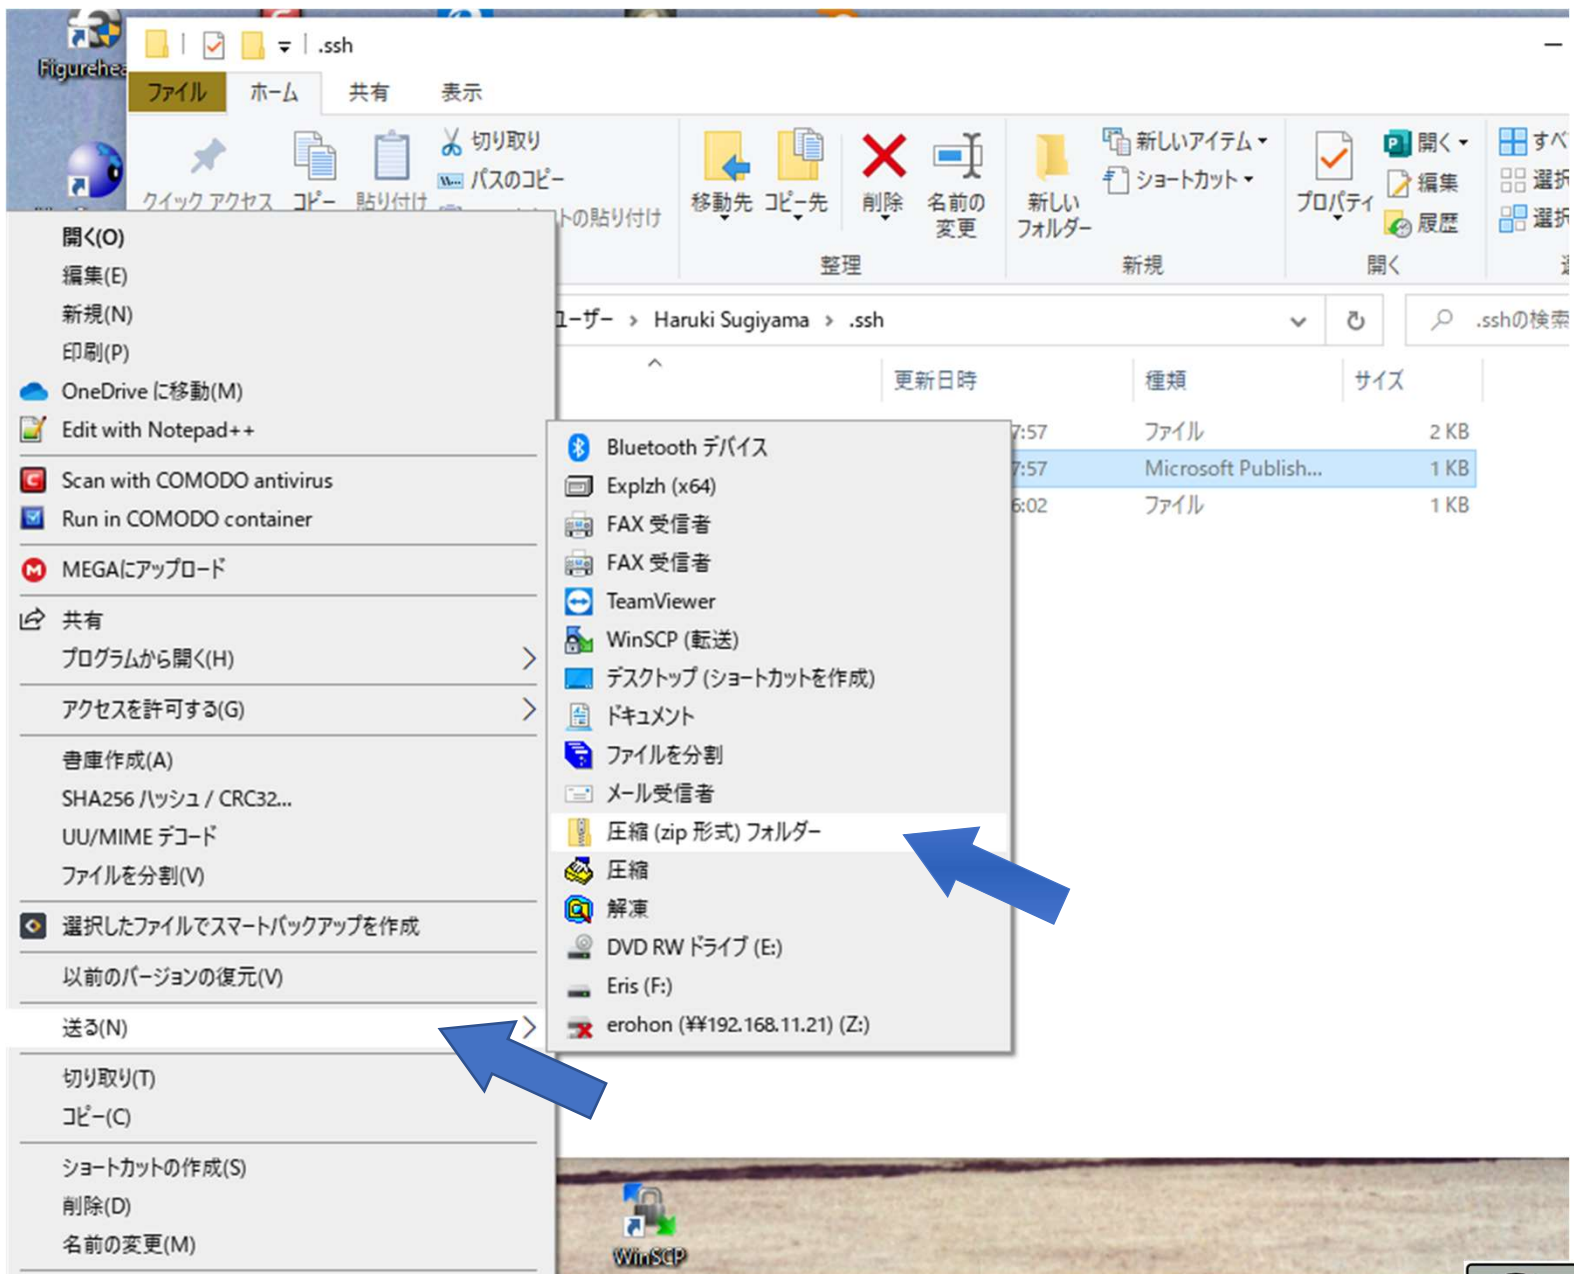 .ssh
ファイル ホーム 共有 表示
クイック アクセス
コピー
貼り付け
切り取り
パスのコピー
トの貼り付け
移動先
コピー先
削除
名前の
変更
整理
新しい
フォルダー
新しいアイテム
ショートカット
新規
プロパティ
開く
編集
履歴
開く
ユーザー > Haruki Sugiyama > .ssh
.sshの検索
更新日時 種類 サイズ
7:57 ファイル 2 KB
7:57 Microsoft Publish... 1 KB
6:02 ファイル 1 KB
開く(O)
編集(E)
新規(N)
印刷(P)
OneDrive に移動(M)
Edit with Notepad++
Scan with COMODO antivirus
Run in COMODO container
MEGAにアップロード
共有
プログラムから開く(H)
アクセスを許可する(G)
書庫作成(A)
SHA256 ハッシュ / CRC32...
UU/MIME デコード
ファイルを分割(V)
選択したファイルでスマートバックアップを作成
以前のバージョンの復元(V)
送る(N)
切り取り(T)
コピー(C)
ショートカットの作成(S)
削除(D)
名前の変更(M)
Bluetooth デバイス
Explzh (x64)
FAX 受信者
FAX 受信者
TeamViewer
WinSCP (転送)
デスクトップ (ショートカットを作成)
ドキュメント
ファイルを分割
メール受信者
圧縮 (zip 形式) フォルダー
圧縮
解凍
DVD RW ドライブ (E:)
Eris (F:)
erohon (¥¥192.168.11.21) (Z:)
WinSCP